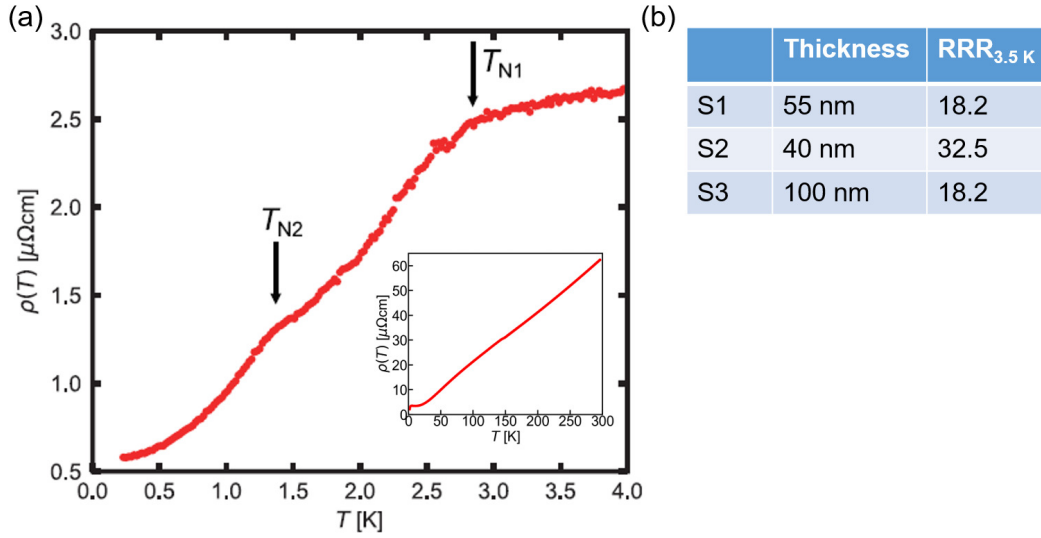 (a)
3.0
2.5
2.0
1.5
1.0
0.5
ρ(T) [μΩcm]
T_N1
T_N2
0.0 0.5 1.0 1.5 2.0 2.5 3.0 3.5 4.0
T [K]
60
50
40
30
20
10
0
ρ(T) [μΩcm]
0 50 100 150 200 250 300
T [K]
(b)
Thickness RRR_3.5 K
S1 55 nm 18.2
S2 40 nm 32.5
S3 100 nm 18.2